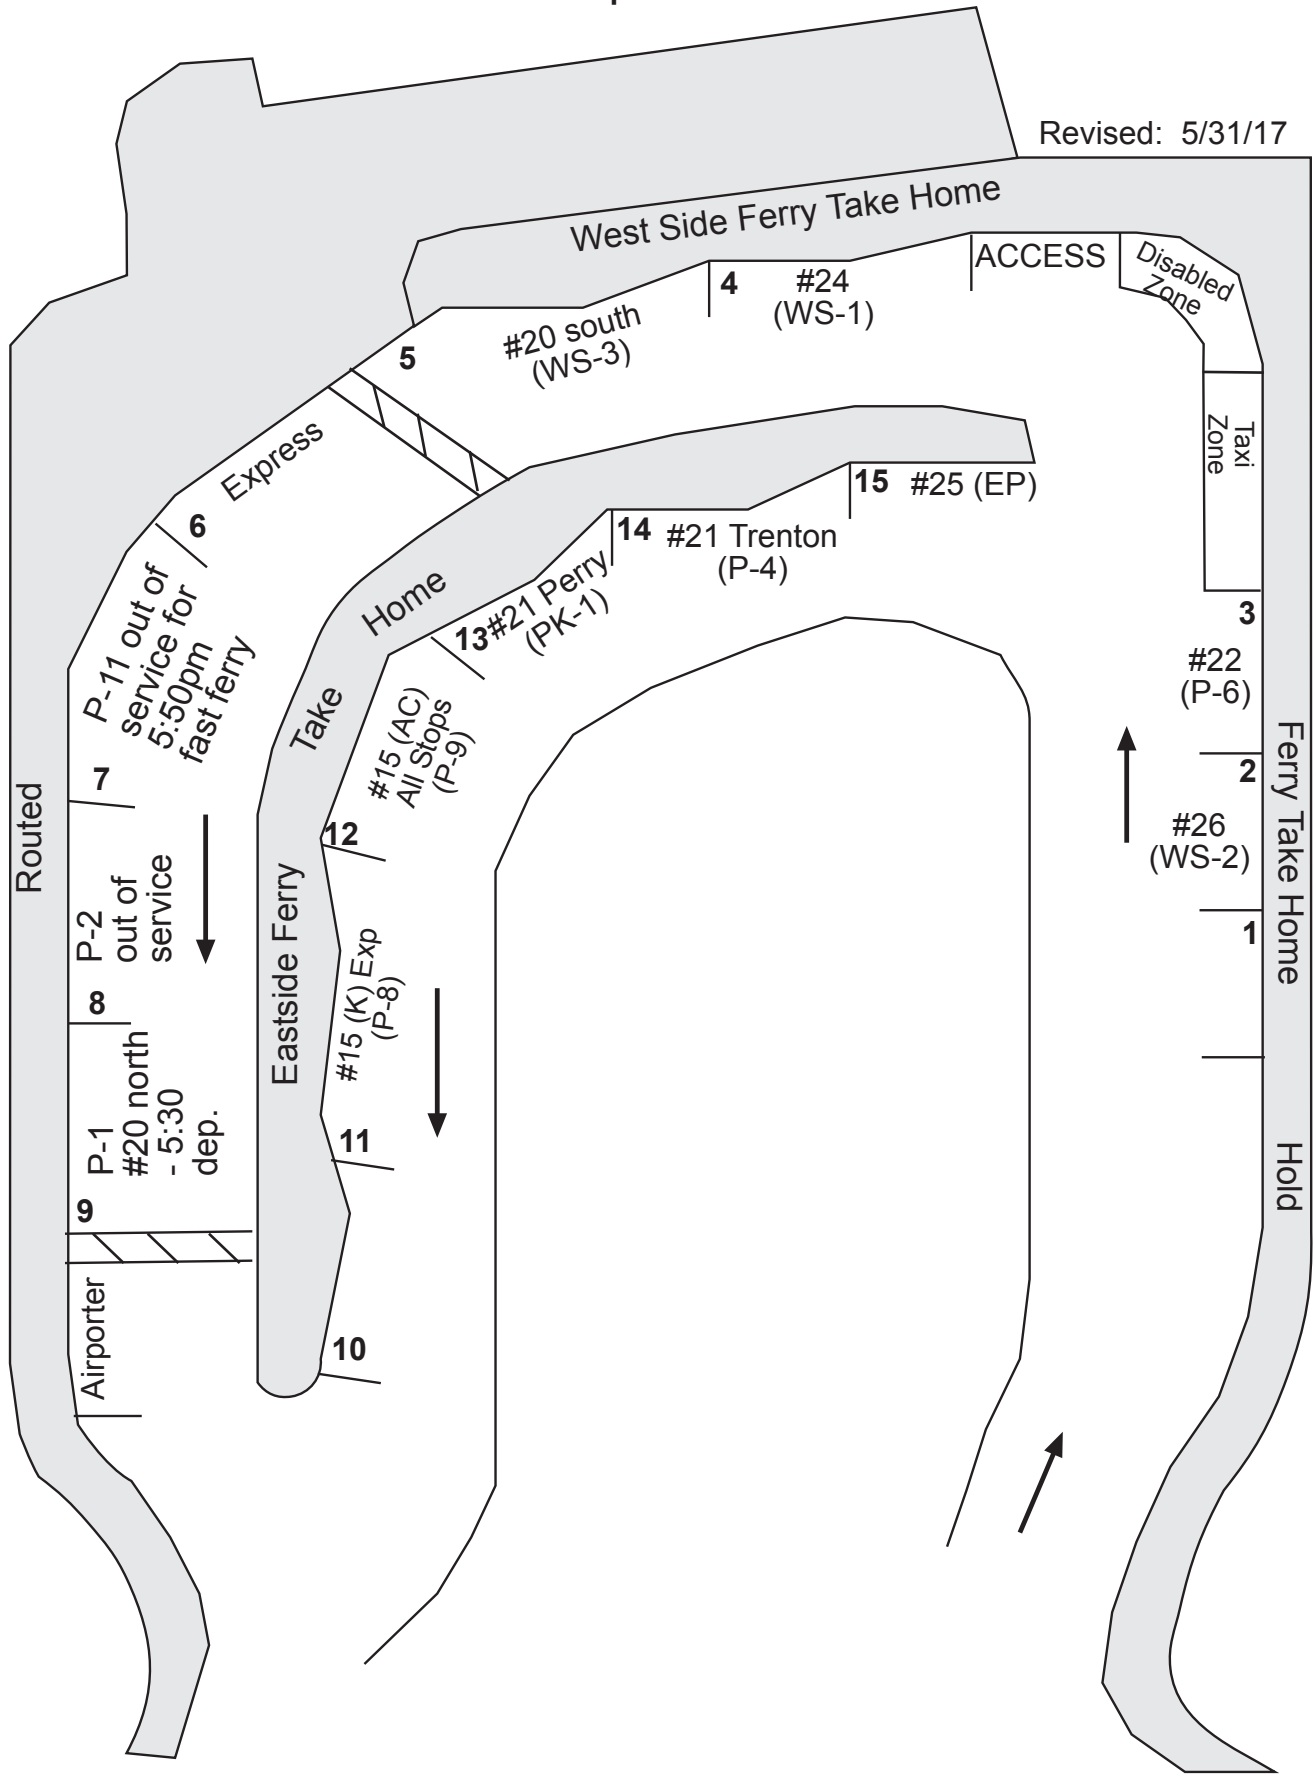 Revised: 5/31/17
West Side Ferry Take Home
ACCESS
Disabled
Zone
4
#24
(WS-1)
5
#20 south
(WS-3)
Taxi
Zone
Express
6
15
#25 (EP)
14
#21 Trenton
(P-4)
13
#21 Perry
(PK-1)
3
#22
(P-6)
2
#26
(WS-2)
1
Ferry Take Home
Hold
P-11 out of
service for
5:50pm
fast ferry
7
Routed
P-2
out of
service
8
P-1
#20 north
- 5:30
dep.
9
Airporter
Eastside Ferry
Take
Home
#15 (AC)
All Stops
(P-9)
12
#15 (K) Exp
(P-8)
11
10